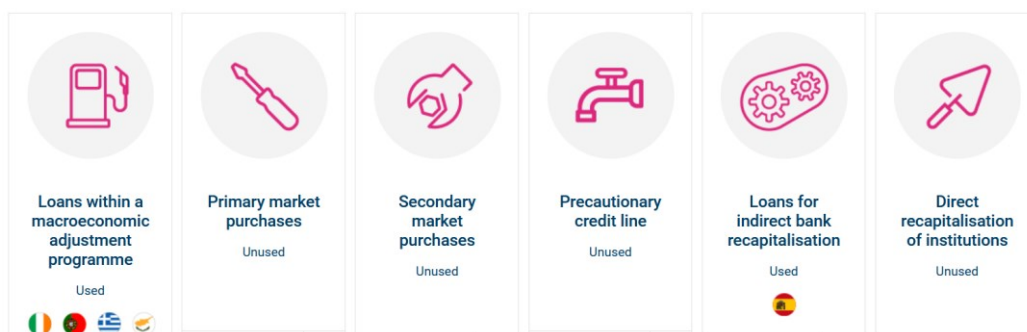 Loans within a
macroeconomic
adjustment
programme
Used
Primary market
purchases
Unused
Secondary
market
purchases
Unused
Precautionary
credit line
Unused
Loans for
indirect bank
recapitalisation
Used
Direct
recapitalisation
of institutions
Unused